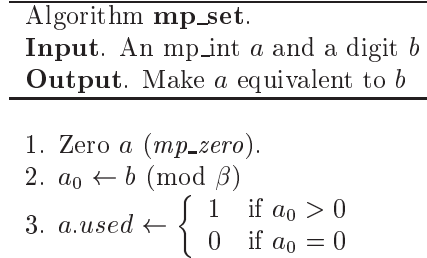 Algorithm mp_set.
Input. An mp_int a and a digit b
Output. Make a equivalent to b
1. Zero a (mp_zero).
2. a₀ ← b (mod β)
3. a.used ← { 1 if a₀ > 0
0 if a₀ = 0